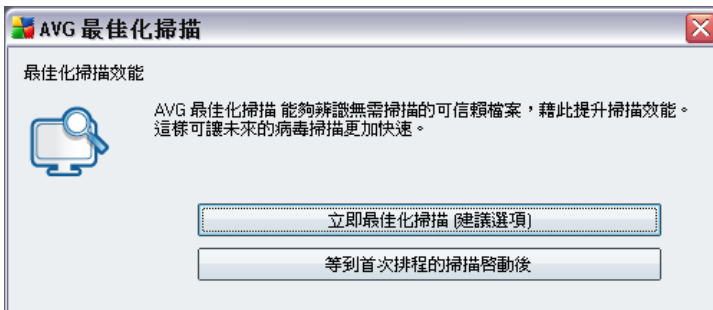 AVG 最佳化掃描
最佳化掃描效能
AVG 最佳化掃描 能夠辨識無需掃描的可信賴檔案，藉此提升掃描效能。
這樣可讓未來的病毒掃描更加快速。
立即最佳化掃描 (建議選項)
等到首次排程的掃描啓動後